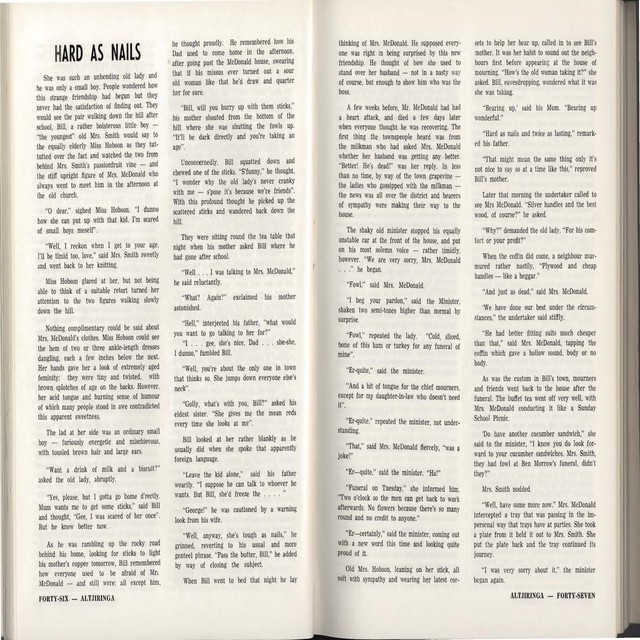 HARD AS NAILS
She was such an unbending old lady and
he was only a small boy. People wondered how
this strange friendship had begun but they
never had the satisfaction of finding out. They
would see the pair walking down the hill after
school, Bill, a rather boisterous little boy —
"the youngest" old Mrs. Smith would say to
the equally elderly Miss Hobson as they tut-
tutted over the fact and watched the two from
behind Mrs. Smith's passionfruit vine — and
the stiff upright figure of Mrs. McDonald who
always went to meet him in the afternoon at
the old church.
"O dear," sighed Miss Hobson. "I dunno
how she can put up with that kid. I'm scared
of small boys meself".
"Well, I reckon when I get to your age,
I'll be timid too, love," said Mrs. Smith sweetly
and went back to her knitting.
Miss Hobson glared at her, but not being
able to think of a suitable retort turned her
attention to the two figures walking slowly
down the hill.
Nothing complimentary could be said about
Mrs. McDonald's clothes. Miss Hobson could see
the hem of two or three ankle-length dresses
dangling, each a few inches below the next.
Her hands gave her a look of extremely aged
feminity; they were tiny and twisted, with
brown splotches of age on the backs. However,
her acid tongue and burning sense of humour
of which many people stood in awe contradicted
this apparent sweetness.
The lad at her side was an ordinary small
boy — furiously energetic and mischievous,
with tousled brown hair and large ears.
"Want a drink of milk and a biscuit?"
asked the old lady, abruptly.
"Yes, please, but I gotta go home d'rectly.
Mum wants me to get some sticks," said Bill
and thought, "Gee, I was scared of her once".
But he knew better now.
As he was rambling up the rocky road
behind his home, looking for sticks to light
his mother's copper tomorrow, Bill remembered
how everyone used to be afraid of Mrs.
McDonald — and still were; all except him,
FORTY-SIX — ALTJIRINGA
he thought proudly. He remembered how his
Dad used to come home in the afternoon,
after going past the McDonald house, swearing
that if his missus ever turned out a sour
old woman like that he'd draw and quarter
her for sure.
"Bill, will you hurry up with them sticks,"
his mother shouted from the bottom of the
hill where she was shutting the fowls up.
"It'll be dark directly and you're taking an
age".
Unconcernedly, Bill squatted down and
chewed one of the sticks. "S'funny," he thought,
"I wonder why the old lady's never cranky
with me — s'pose it's because we're friends".
With this profound thought he picked up the
scattered sticks and wandered back down the
hill.
They were sitting round the tea table that
night when his mother asked Bill where he
had gone after school.
"Well . . . I was talking to Mrs. McDonald,"
he said reluctantly.
"What? Again?" exclaimed his mother
astonished.
"Hell," interjected his father, "what would
you want to go talking to her for?"
"I . . . gee, she's nice, Dad . . . she-she,
I dunno," fumbled Bill.
"Well, you're about the only one in town
that thinks so. She jumps down everyone else's
neck".
"Golly, what's with you, Bill?" asked his
eldest sister. "She gives me the mean reds
every time she looks at me".
Bill looked at her rather blankly as he
usually did when she spoke that apparently
foreign language.
"Leave the kid alone," said his father
wearily. "I suppose he can talk to whoever he
wants. But Bill, she'd freeze the . . . . "
"George!" he was cautioned by a warning
look from his wife.
"Well, anyway, she's tough as nails," he
grinned, reverting to his usual and more
genteel phrase. "Pass the butter, Bill," he added
by way of closing the subject.
When Bill went to bed that night he lay
thinking of Mrs. McDonald. He supposed every-
one was right in being surprised by this new
friendship. He thought of how she used to
stand over her husband — not in a nasty way
of course, but enough to show him who was the
boss.
A few weeks before, Mr. McDonald had had
a heart attack, and died a few days later
when everyone thought he was recovering. The
first thing the townspeople heard was from
the milkman who had asked Mrs. McDonald
whether her husband was getting any better.
"Better! He's dead!" was her reply. In less
than no time, by way of town grapevine —
the ladies who gossipped with the milkman —
the news was all over the district and bearers
of sympathy were making their way to the
house.
The shaky old minister stopped his equally
unstable car at the front of the house, and put
on his most solemn voice — rather timidly,
however. "We are very sorry, Mrs. McDonald
. . ." he began.
"Fowl," said Mrs. McDonald.
"I beg your pardon," said the Minister,
shaken two semi-tones higher than normal by
surprise.
"Fowl," repeated the lady. "Cold, sliced,
none of this ham or turkey for any funeral of
mine".
"Er-quite," said the minister.
"And a bit of tongue for the chief mourners,
except for my daughter-in-law who doesn't need
it".
"Er-quite," repeated the minister, not under-
standing.
"That," said Mrs. McDonald fiercely, "was a
joke!"
"Er—quite," said the minister. "Ha!"
"Funeral on Tuesday," she informed him.
"Two o'clock so the men can get back to work
afterwards. No flowers because there's so many
round and no credit to anyone."
"Er—certainly," said the minister, coming out
with a new word this time and looking quite
proud of it.
Old Mrs. Hobson, leaning on her stick, all
soft with sympathy and wearing her latest cor-
sets to help her bear up, called in to see Bill's
mother. It was her habit to sound out the neigh-
bours first before appearing at the house of
mourning. "How's the old woman taking it?" she
asked. Bill, eavesdropping, wondered what it was
she was taking.
"Bearing up,' said his Mum. "Bearing up
wonderful."
"Hard as nails and twice as lasting," remark-
ed his father.
"That might mean the same thing only it's
not nice to say so at a time like this," reproved
Bill's mother.
Later that morning the undertaker called to
see Mrs McDonald. "Silver handles and the best
wood, of course?" he asked.
"Why?" demanded the old lady. "For his com-
fort or your profit?"
When the coffin did come, a neighbour mur-
mured rather nastily, "Plywood and cheap
handles — like a beggar."
"And just as dead," said Mrs. McDonald.
"We have done our best under the circum-
stances," the undertaker said stiffly.
"He had better fitting suits much cheaper
than that," said Mrs. McDonald, tapping the
coffin which gave a hollow sound, body or no
body.
As was the custom in Bill's town, mourners
and friends went back to the house after the
funeral. The buffet tea went off very well, with
Mrs. McDonald conducting it like a Sunday
School Picnic.
'Do have another cucumber sandwich," she
said to the minister, "I know you do look for-
ward to your cucumber sandwiches. Mrs. Smith,
they had fowl at Ben Morrow's funeral, didn't
they?"
Mrs. Smith nodded.
"Well, have some more now." Mrs McDonald
intercepted a tray that was passing in the im-
personal way that trays have at parties. She took
a plate from it held it out to Mrs. Smith. She
put the plate back and the tray continued its
journey.
"I was very sorry about it," the minister
began again.
ALTJIRINGA — FORTY-SEVEN